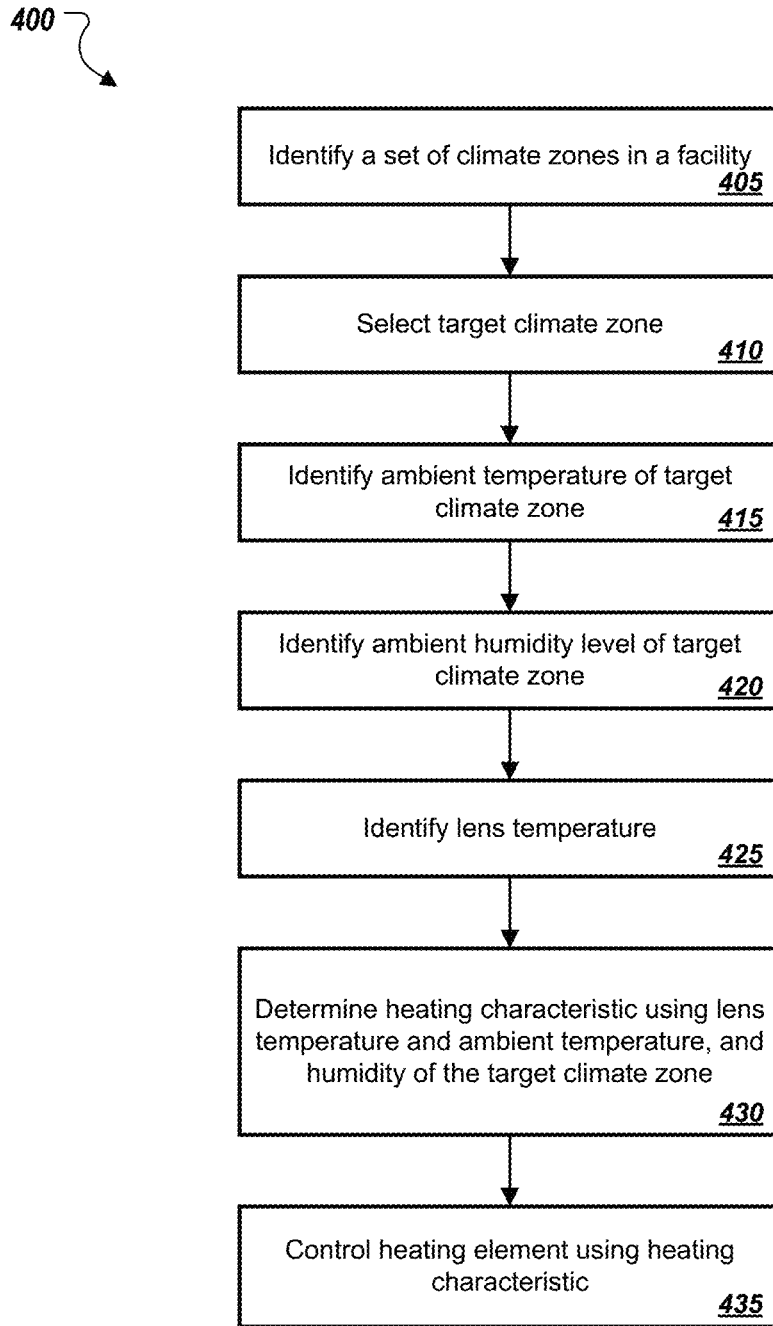 400
Identify a set of climate zones in a facility
405
Select target climate zone
410
Identify ambient temperature of target
climate zone
415
Identify ambient humidity level of target
climate zone
420
Identify lens temperature
425
Determine heating characteristic using lens
temperature and ambient temperature, and
humidity of the target climate zone
430
Control heating element using heating
characteristic
435